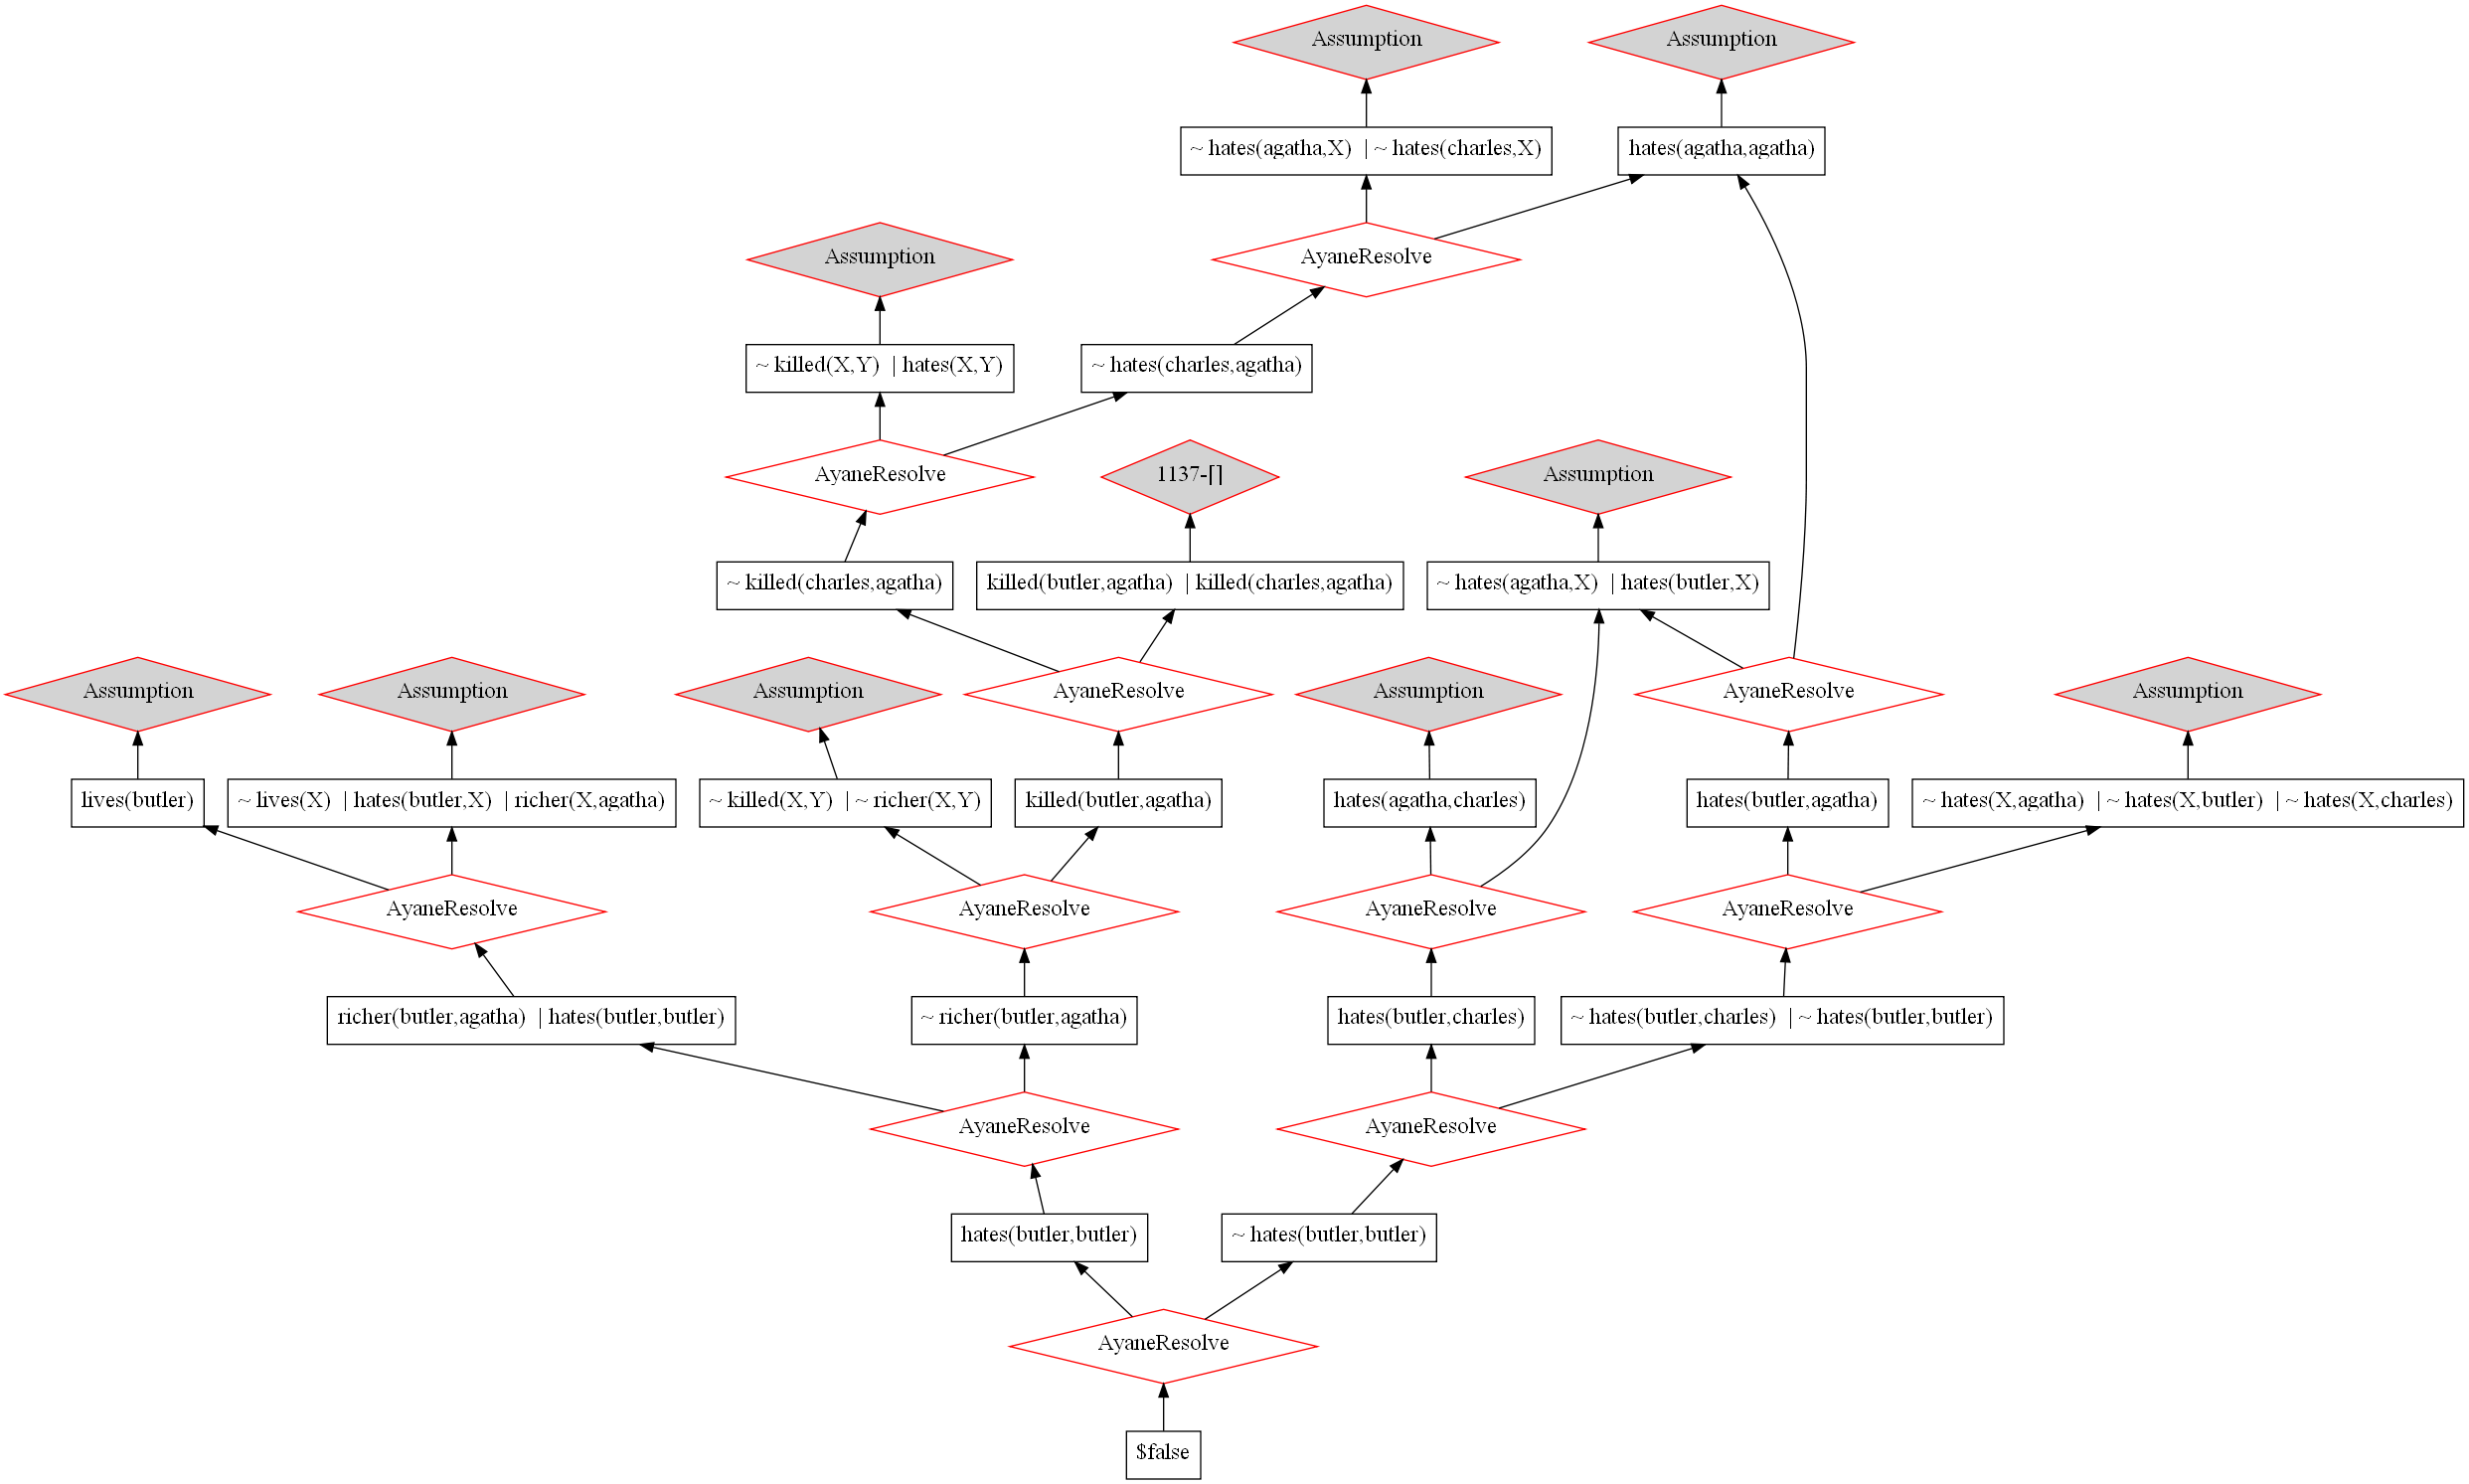 Assumption
Assumption
~ hates(agatha,X) | ~ hates(charles,X)
hates(agatha,agatha)
Assumption
AyaneResolve
~ killed(X,Y) | hates(X,Y)
~ hates(charles,agatha)
AyaneResolve
1137-[]
Assumption
~ killed(charles,agatha)
killed(butler,agatha) | killed(charles,agatha)
~ hates(agatha,X) | hates(butler,X)
Assumption
Assumption
Assumption
AyaneResolve
Assumption
AyaneResolve
Assumption
lives(butler)
~ lives(X) | hates(butler,X) | richer(X,agatha)
~ killed(X,Y) | ~ richer(X,Y)
killed(butler,agatha)
hates(agatha,charles)
hates(butler,agatha)
~ hates(X,agatha) | ~ hates(X,butler) | ~ hates(X,charles)
AyaneResolve
AyaneResolve
AyaneResolve
AyaneResolve
richer(butler,agatha) | hates(butler,butler)
~ richer(butler,agatha)
hates(butler,charles)
~ hates(butler,charles) | ~ hates(butler,butler)
AyaneResolve
AyaneResolve
hates(butler,butler)
~ hates(butler,butler)
AyaneResolve
$false